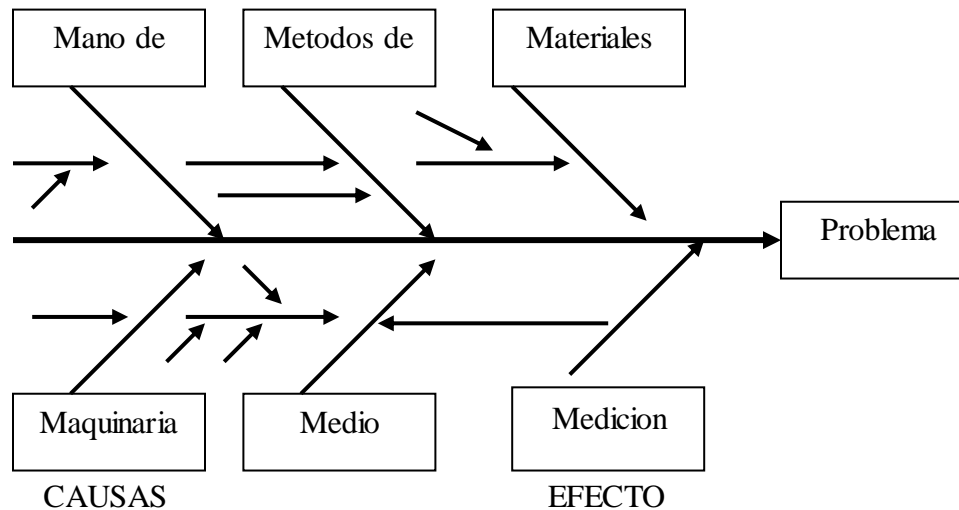 Mano de
Metodos de
Materiales
Problema
Maquinaria
Medio
Medicion
CAUSAS
EFECTO